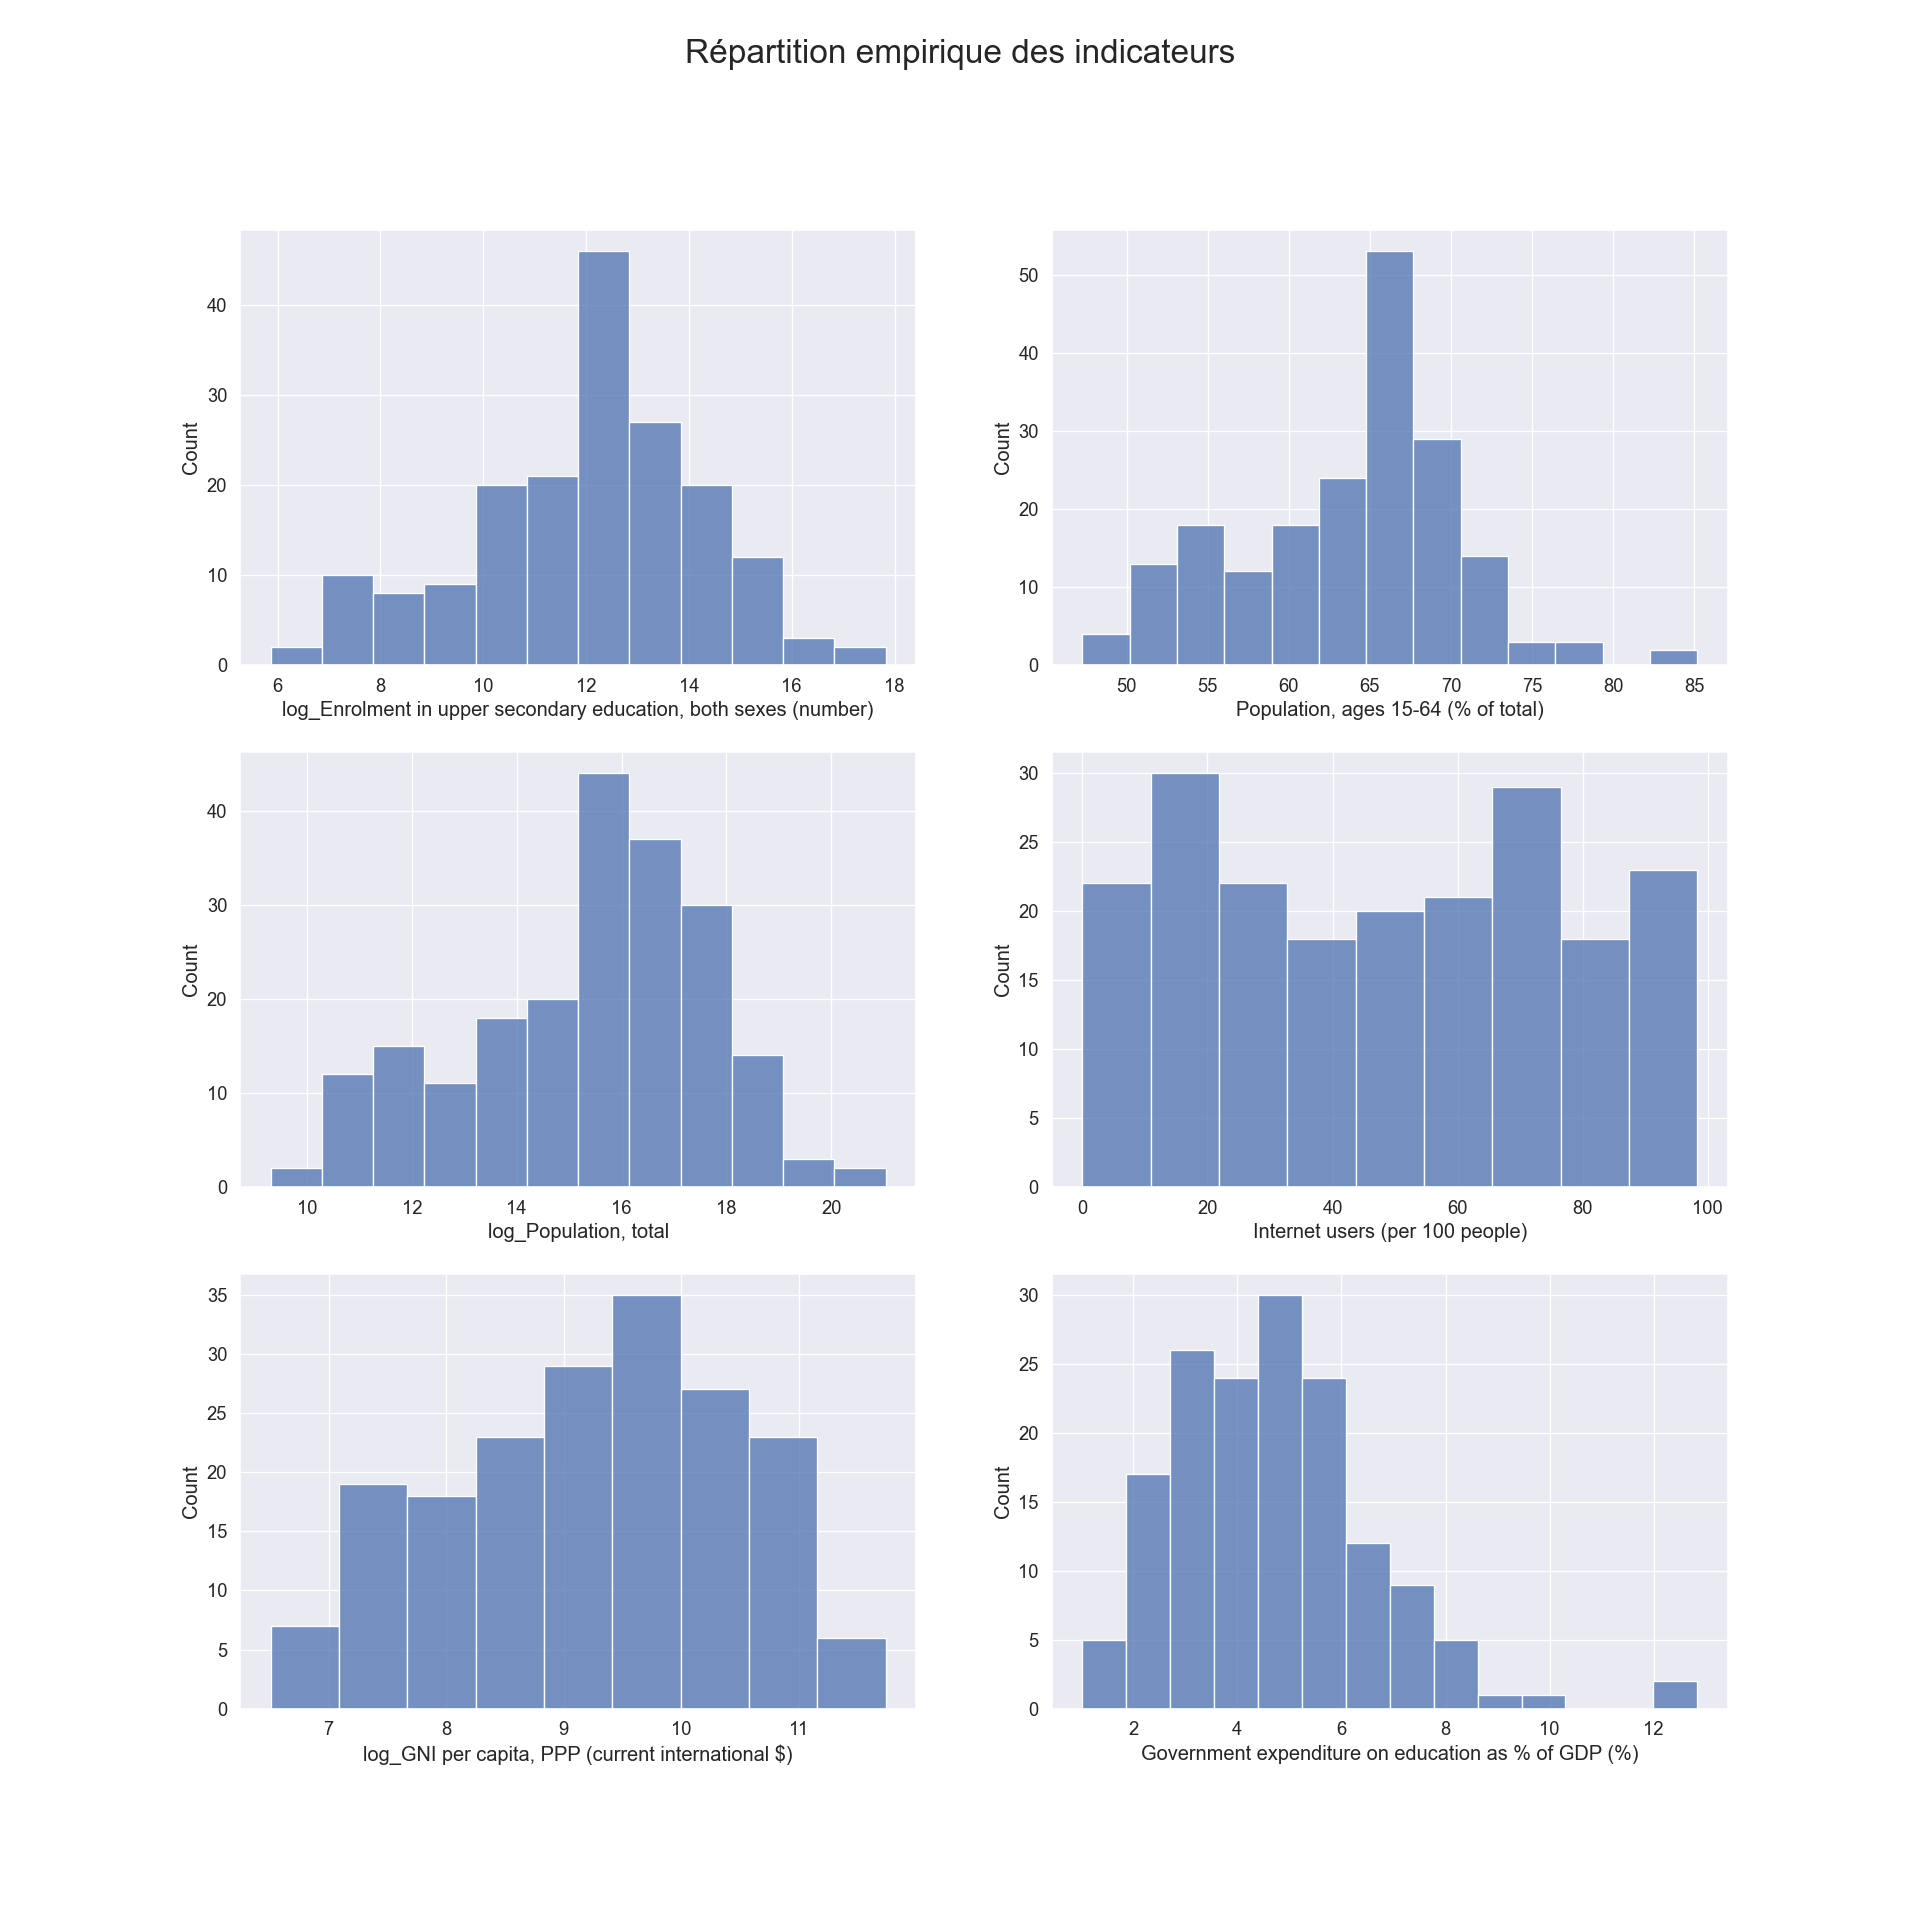 Répartition empirique des indicateurs
Count
40
30
20
10
0
6 8 10 12 14 16 18
log_Enrolment in upper secondary education, both sexes (number)
Count
50
40
30
20
10
0
50 55 60 65 70 75 80 85
Population, ages 15-64 (% of total)
Count
40
30
20
10
0
10 12 14 16 18 20
log_Population, total
Count
30
25
20
15
10
5
0
0 20 40 60 80 100
Internet users (per 100 people)
Count
35
30
25
20
15
10
5
0
7 8 9 10 11
log_GNI per capita, PPP (current international $)
Count
30
25
20
15
10
5
0
2 4 6 8 10 12
Government expenditure on education as % of GDP (%)